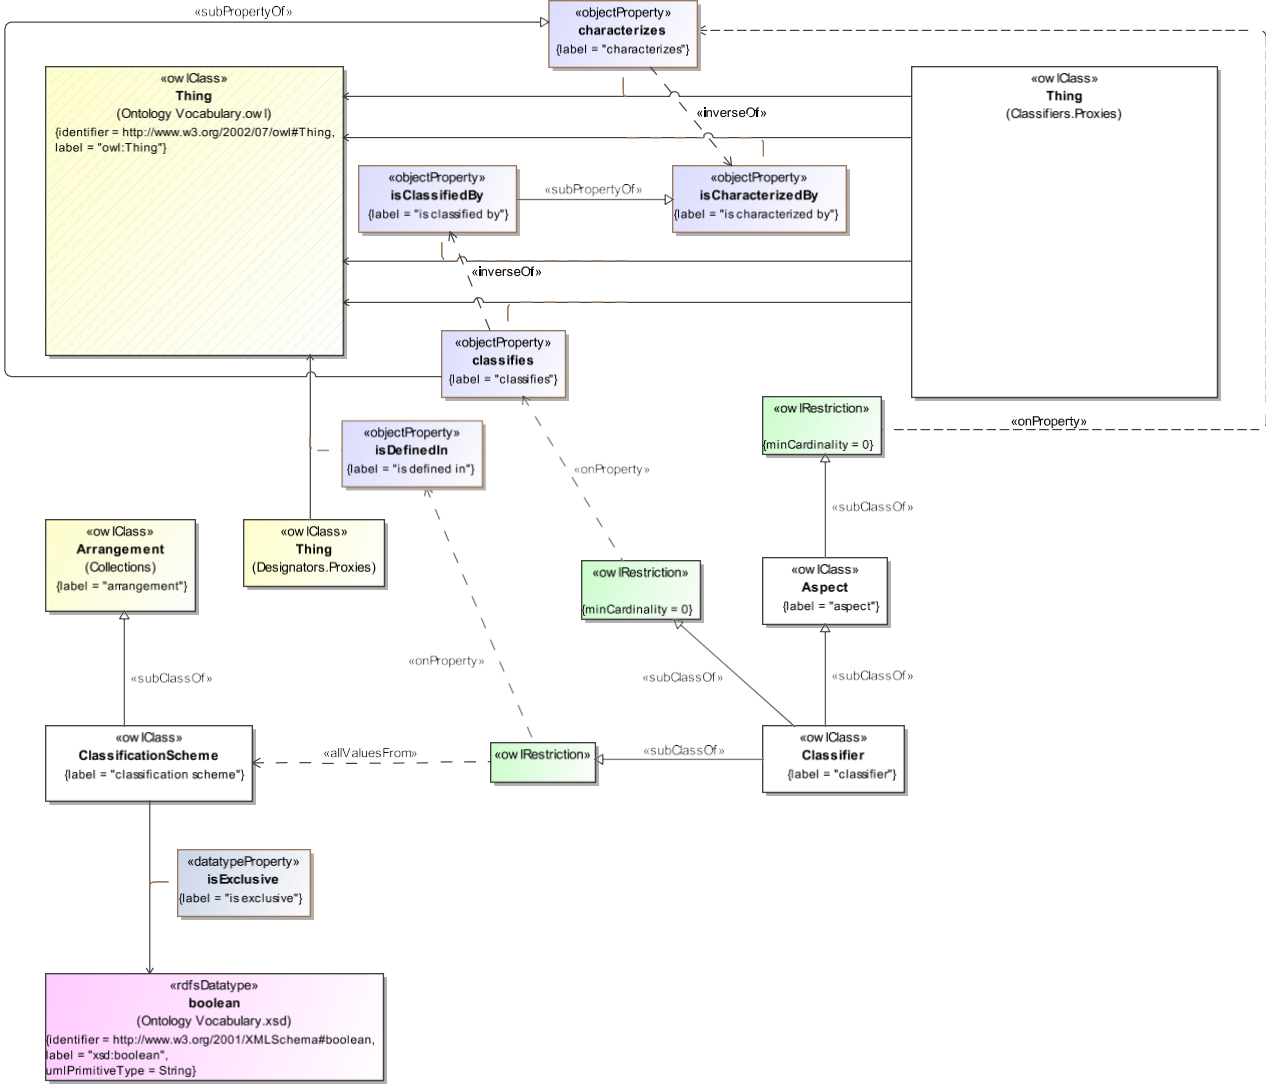 «subPropertyOf»
«objectProperty»
characterizes
{label = "characterizes"}
«owlClass»
Thing
(Ontology Vocabulary.owl)
{identifier = http://www.w3.org/2002/07/owl#Thing,
label = "owl:Thing"}
«owlClass»
Thing
(Classifiers.Proxies)
«inverseOf»
«objectProperty»
isClassifiedBy
{label = "is classified by"}
«subPropertyOf»
«objectProperty»
isCharacterizedBy
{label = "is characterized by"}
«inverseOf»
«objectProperty»
classifies
{label = "classifies"}
«owlRestriction»
{minCardinality = 0}
«onProperty»
«objectProperty»
isDefinedIn
{label = "is defined in"}
«onProperty»
«subClassOf»
«owlClass»
Arrangement
(Collections)
{label = "arrangement"}
«owlClass»
Thing
(Designators.Proxies)
«owlRestriction»
{minCardinality = 0}
«owlClass»
Aspect
{label = "aspect"}
«onProperty»
«subClassOf»
«subClassOf»
«subClassOf»
«owlClass»
ClassificationScheme
{label = "classification scheme"}
«allValuesFrom»
«owlRestriction»
«subClassOf»
«owlClass»
Classifier
{label = "classifier"}
«datatypeProperty»
isExclusive
{label = "is exclusive"}
«rdfsDatatype»
boolean
(Ontology Vocabulary.xsd)
{identifier = http://www.w3.org/2001/XMLSchema#boolean,
label = "xsd:boolean",
umlPrimitiveType = String}